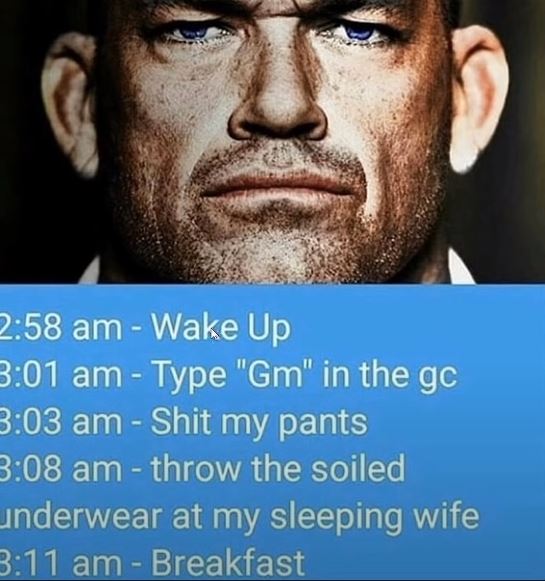 2:58 am - Wake Up
3:01 am - Type "Gm" in the gc
3:03 am - Shit my pants
3:08 am - throw the soiled
underwear at my sleeping wife
3:11 am - Breakfast